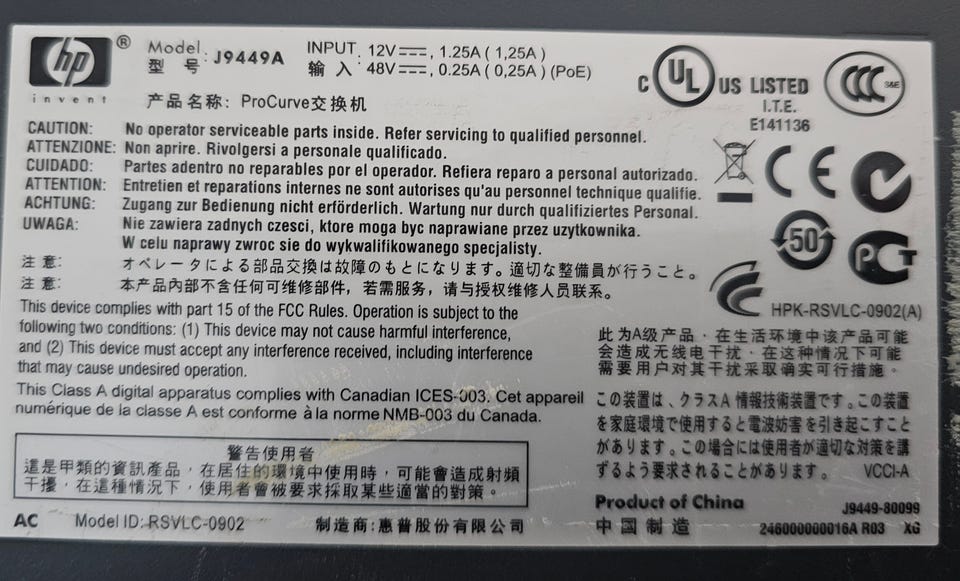 hp ®
invent
Model : J9449A
型 号
INPUT : 12V⎓, 1.25A ( 1,25A )
输 入 : 48V⎓, 0.25A ( 0,25A ) (PoE)
产品名称: ProCurve交换机
C UL US LISTED
I.T.E.
E141136
CCC S&E
CAUTION: No operator serviceable parts inside. Refer servicing to qualified personnel.
ATTENZIONE: Non aprire. Rivolgersi a personale qualificado.
CUIDADO: Partes adentro no reparables por el operador. Refiera reparo a personal autorizado.
ATTENTION: Entretien et reparations internes ne sont autorises qu'au personnel technique qualifie.
ACHTUNG: Zugang zur Bedienung nicht erförderlich. Wartung nur durch qualifiziertes Personal.
UWAGA: Nie zawiera zadnych czesci, ktore moga byc naprawiane przez uzytkownika.
W celu naprawy zwroc sie do wykwalifikowanego specjalisty.
注 意: オペレータによる部品交換は故障のもとになります。適切な整備員が行うこと。
注 意: 本产品内部不含任何可维修部件，若需服务，请与授权维修人员联系。
CE
50
PCT
HPK-RSVLC-0902(A)
This device complies with part 15 of the FCC Rules. Operation is subject to the
following two conditions: (1) This device may not cause harmful interference,
and (2) This device must accept any interference received, including interference
that may cause undesired operation.
This Class A digital apparatus complies with Canadian ICES-003. Cet appareil
numérique de la classe A est conforme à la norme NMB-003 du Canada.
警告使用者
這是甲類的資訊產品，在居住的環境中使用時，可能會造成射頻
干擾，在這種情況下，使用者會被要求採取某些適當的對策。
此为A级产品，在生活环境中该产品可能
会造成无线电干扰。在这种情况下可能
需要用户对其干扰采取确实可行措施。
この装置は、クラスA 情報技術装置です。この装置
を家庭環境で使用すると電波妨害を引き起こすこと
があります。この場合には使用者が適切な対策を講
ずるよう要求されることがあります。 VCCI-A
AC Model ID: RSVLC-0902 制造商: 惠普股份有限公司
Product of China J9449-80099
中国制造 246000000016A R03 XG